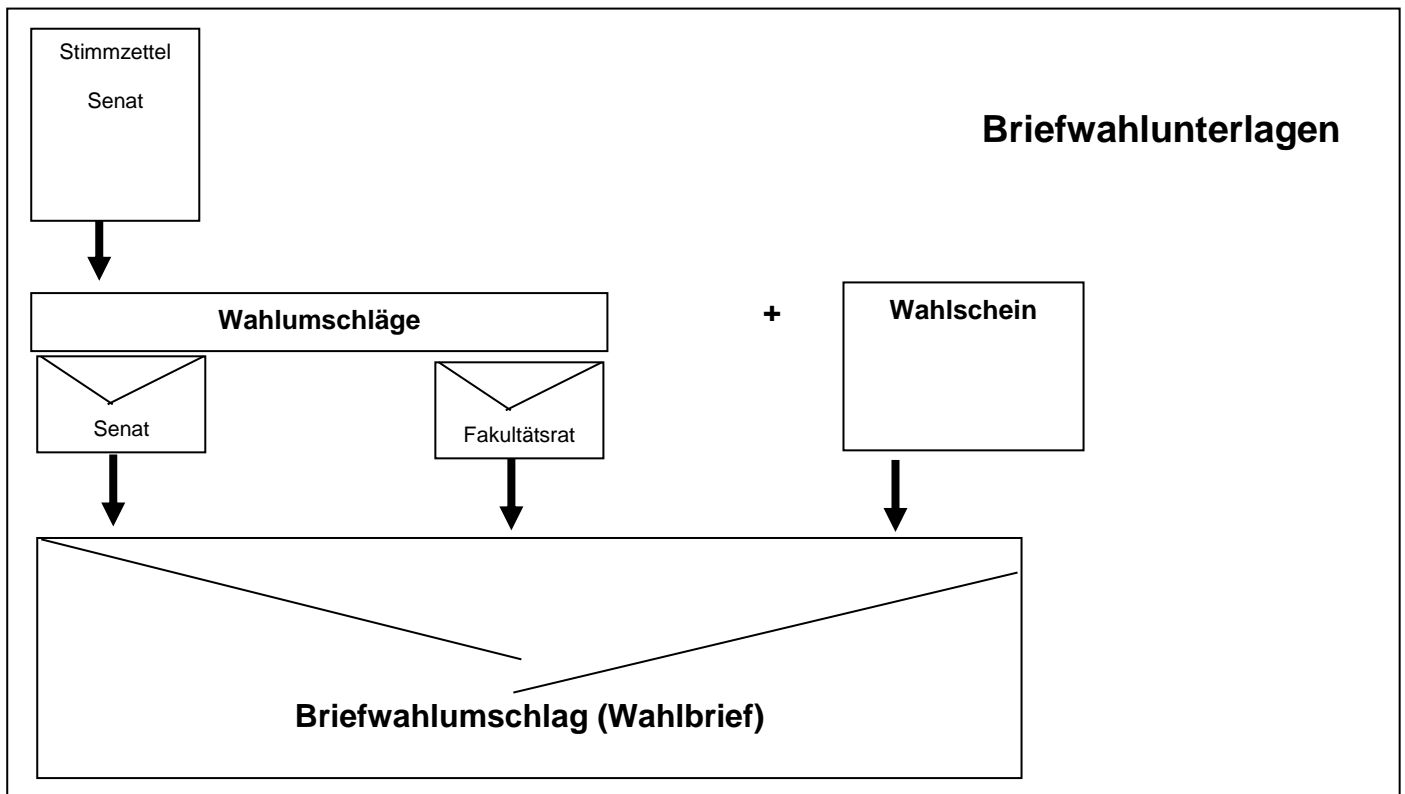 Stimmzettel
Senat
Briefwahlunterlagen
Wahlumschläge
+
Wahlschein
Senat
Fakultätsrat
Briefwahlumschlag (Wahlbrief)